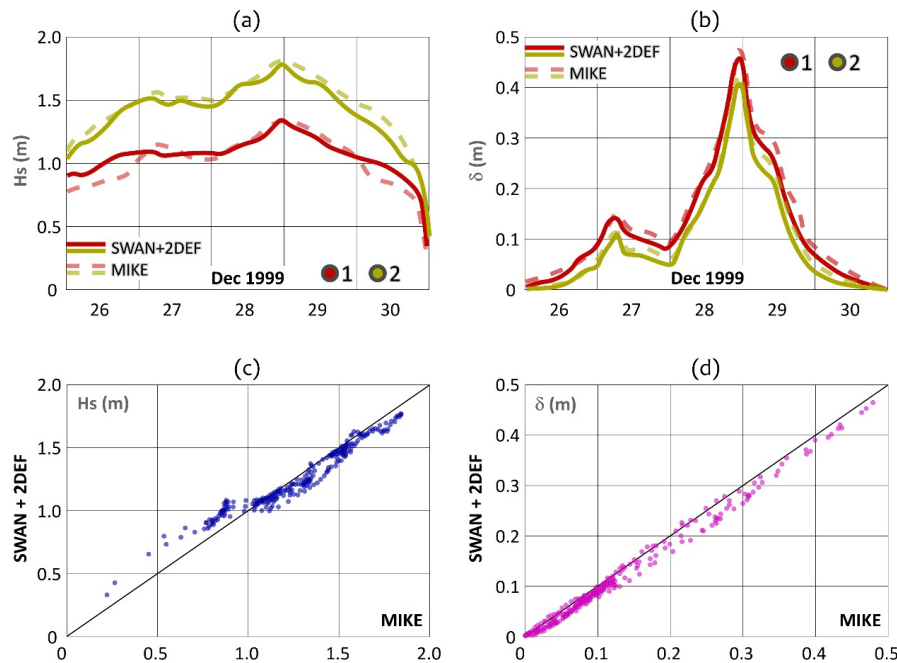 (a)
2.0
1.5
1.0
0.5
0
Hs (m)
SWAN+2DEF
MIKE
Dec 1999
1 2
26 27 28 29 30
(b)
0.5
0.4
0.3
0.2
0.1
0
δ (m)
SWAN+2DEF
MIKE
1 2
Dec 1999
26 27 28 29 30
(c)
2.0
1.5
1.0
0.5
0
SWAN + 2DEF
Hs (m)
MIKE
0 0.5 1.0 1.5 2.0
(d)
0.5
0.4
0.3
0.2
0.1
0
SWAN + 2DEF
δ (m)
MIKE
0 0.1 0.2 0.3 0.4 0.5